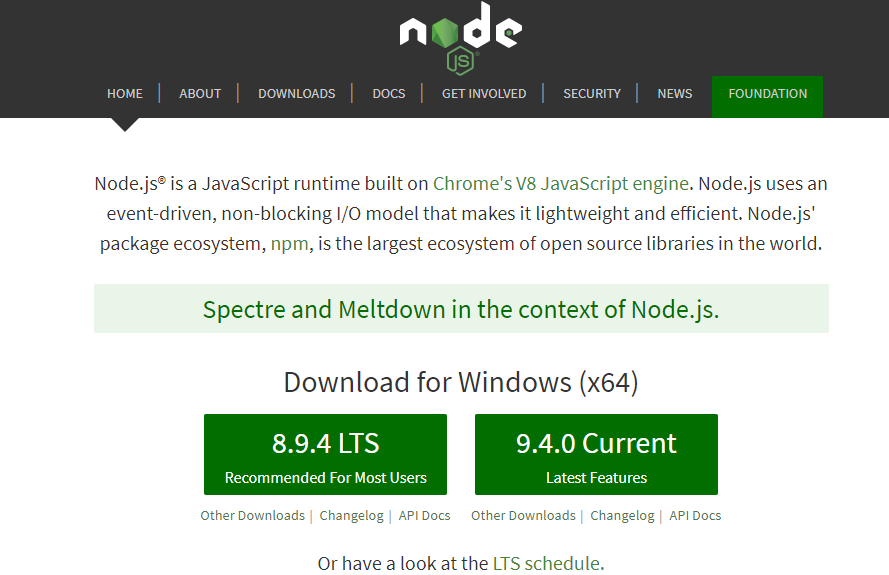 node
JS
HOME | ABOUT | DOWNLOADS | DOCS | GET INVOLVED | SECURITY | NEWS FOUNDATION
Node.js® is a JavaScript runtime built on Chrome's V8 JavaScript engine. Node.js uses an
event-driven, non-blocking I/O model that makes it lightweight and efficient. Node.js'
package ecosystem, npm, is the largest ecosystem of open source libraries in the world.
Spectre and Meltdown in the context of Node.js.
Download for Windows (x64)
8.9.4 LTS
Recommended For Most Users
9.4.0 Current
Latest Features
Other Downloads | Changelog | API Docs
Other Downloads | Changelog | API Docs
Or have a look at the LTS schedule.